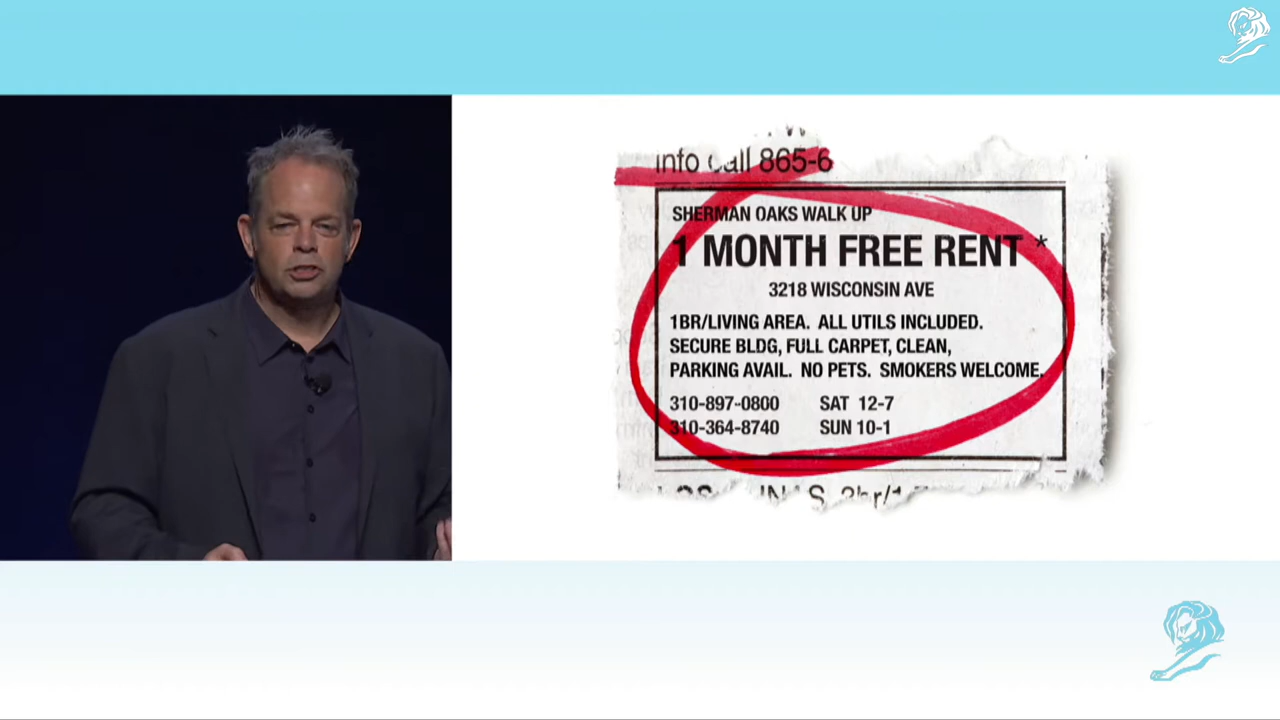 info call 865-6
SHERMAN OAKS WALK UP
1 MONTH FREE RENT *
3218 WISCONSIN AVE
1BR/LIVING AREA. ALL UTILS INCLUDED.
SECURE BLDG, FULL CARPET, CLEAN,
PARKING AVAIL. NO PETS. SMOKERS WELCOME.
310-897-0800 SAT 12-7
310-364-8740 SUN 10-1